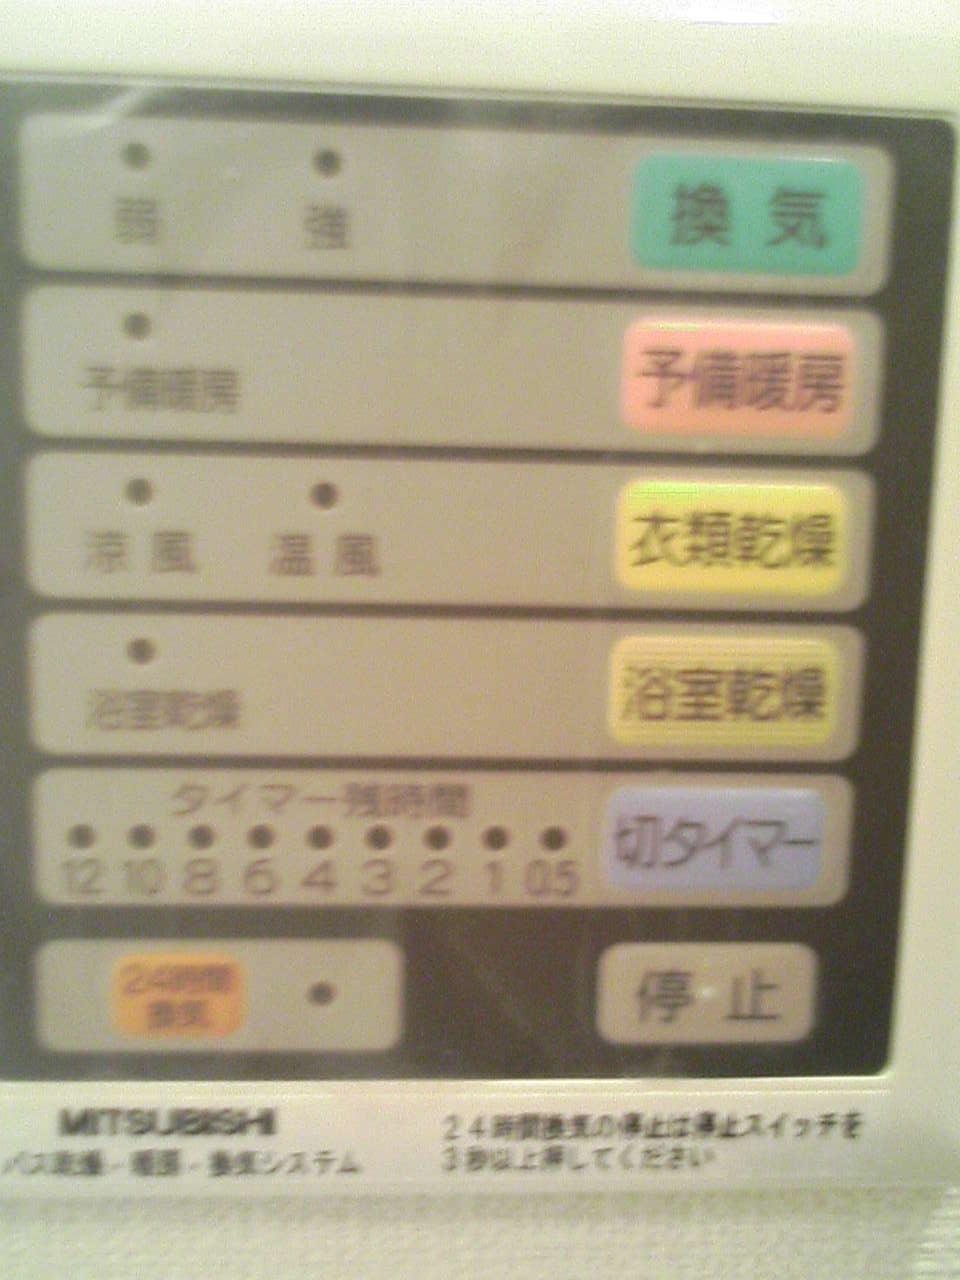 弱 強 換気
予備暖房 予備暖房
涼風 温風 衣類乾燥
浴室乾燥 浴室乾燥
タイマー残時間
12 10 8 6 4 3 2 1 0.5 切タイマー
24時間
換気
停止
MITSUBISHI
バス乾燥・暖房・換気システム
24時間換気の停止は停止スイッチを
3秒以上押してください